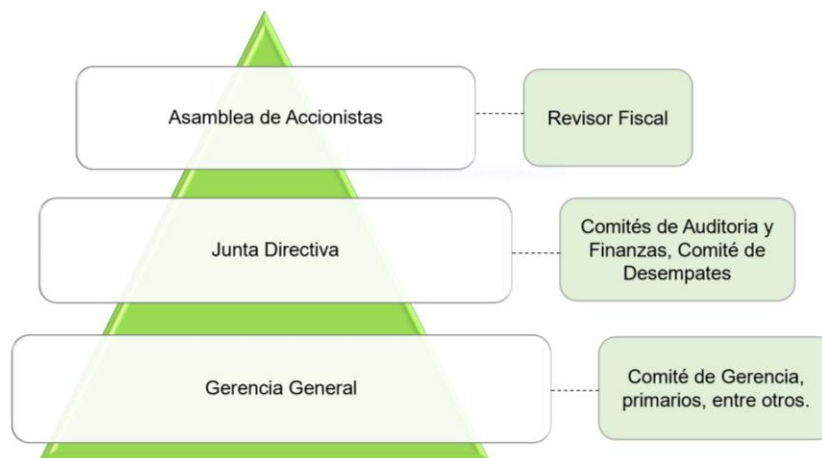 Asamblea de Accionistas
Revisor Fiscal
Junta Directiva
Comités de Auditoria y
Finanzas, Comité de
Desempates
Gerencia General
Comité de Gerencia,
primarios, entre otros.